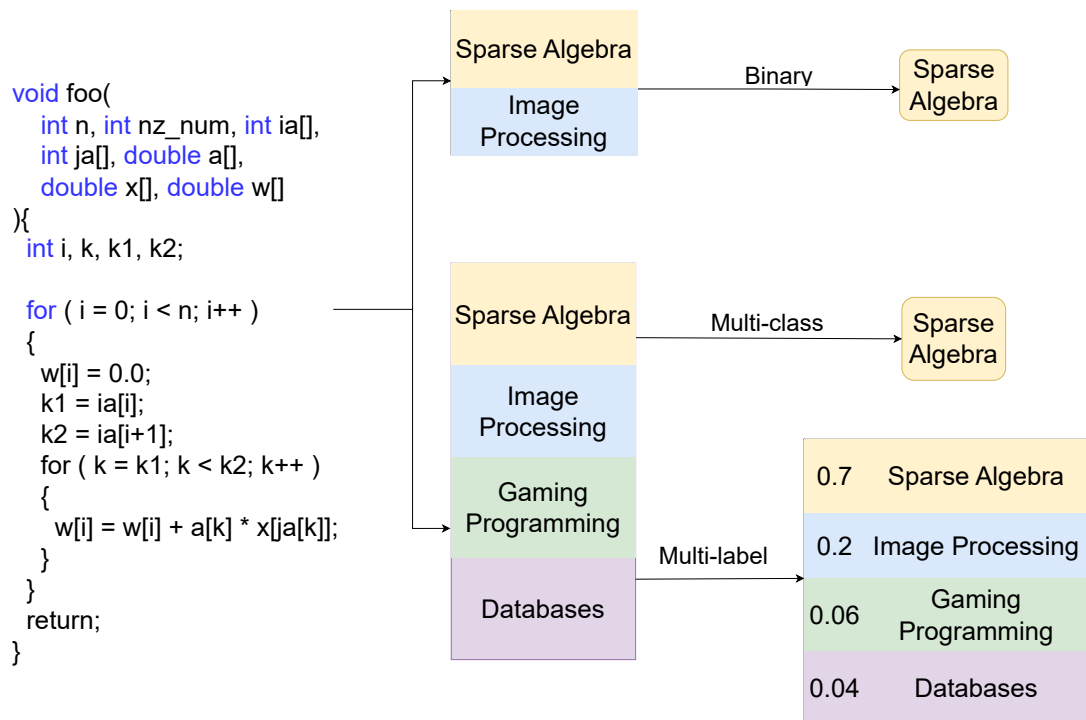 void foo(
int n, int nz_num, int ia[],
int ja[], double a[],
double x[], double w[]
){
int i, k, k1, k2;
for ( i = 0; i < n; i++ )
{
w[i] = 0.0;
k1 = ia[i];
k2 = ia[i+1];
for ( k = k1; k < k2; k++ )
{
w[i] = w[i] + a[k] * x[ja[k]];
}
}
return;
}
Sparse Algebra
Image
Processing
Binary
Sparse
Algebra
Sparse Algebra
Image
Processing
Gaming
Programming
Databases
Multi-class
Sparse
Algebra
Multi-label
0.7 Sparse Algebra
0.2 Image Processing
0.06 Gaming
Programming
0.04 Databases